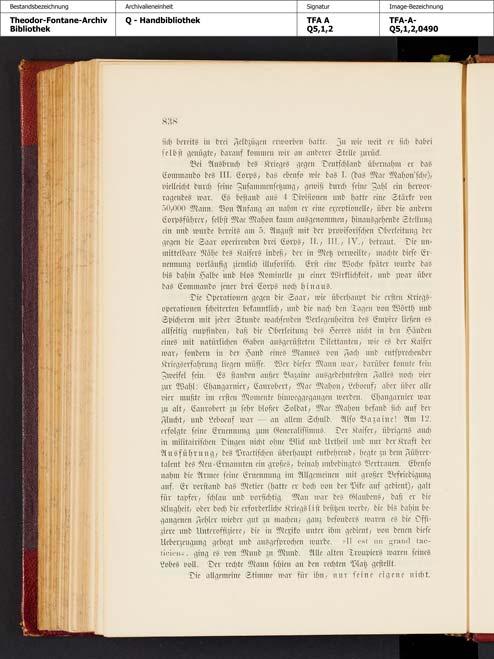 Bestandsbezeichnung
Archivalieneinheit
Signatur
Image-Bezeichnung
Theodor-Fontane-Archiv
Bibliothek
Q - Handbibliothek
TFA A
Q5,1,2
TFA-A-
Q5,1,2,0490
838
sich bereits in drei Feldzügen erworben hatte. In wie weit er sich dabei
selbst genügte, darauf kommen wir an anderer Stelle zurück.
Bei Ausbruch des Krieges gegen Deutschland übernahm er das
Commando des III. Corps, das ebenso wie das I. (das Mac Mahon'sche),
vielleicht durch seine Zusammensetzung, gewiß durch seine Zahl ein hervor-
ragendes war. Es bestand aus 4 Divisionen und hatte eine Stärke von
50,000 Mann. Von Anfang an nahm er eine exceptionelle, über die andern
Corpsführer, selbst Mac Mahon kaum ausgenommen, hinausgehende Stellung
ein und wurde bereits am 5. August mit der provisorischen Oberleitung der
gegen die Saar operirenden drei Corps, II., III., IV., betraut. Die un-
mittelbare Nähe des Kaisers indeß, der in Metz verweilte, machte diese Er-
nennung vorläufig ziemlich illusorisch. Erst eine Woche später wurde das
bis dahin Halbe und blos Nominelle zu einer Wirklichkeit, und zwar über
das Commando jener drei Corps noch hinaus.
Die Operationen gegen die Saar, wie überhaupt die ersten Kriegs-
operationen scheiterten bekanntlich, und die nach den Tagen von Wörth und
Spicheren mit jeder Stunde wachsenden Verlegenheiten des Empire ließen es
allseitig empfinden, daß die Oberleitung des Heeres nicht in den Händen
eines mit natürlichen Gaben ausgerüsteten Dilettanten, wie es der Kaiser
war, sondern in der Hand eines Mannes von Fach und entsprechender
Kriegserfahrung liegen müsse. Wer dieser Mann war, darüber konnte kein
Zweifel sein. Es standen außer Bazaine ausgedehntesten Falles noch vier
zur Wahl: Changarnier, Canrobert, Mac Mahon, Leboeuf; aber über alle
vier mußte im ersten Momente hinweggegangen werden. Changarnier war
zu alt, Canrobert zu sehr bloßer Soldat, Mac Mahon befand sich auf der
Flucht, und Leboeuf war — an allem Schuld. Also Bazaine! Am 12.
erfolgte seine Ernennung zum Generalissimus. Der Kaiser, übrigens auch
in militairischen Dingen nicht ohne Blick und Urtheil und nur der Kraft der
Ausführung, des Practischen überhaupt entbehrend, hegte zu dem Führer-
talent des Neu-Ernannten ein großes, beinah unbedingtes Vertrauen. Ebenso
nahm die Armee seine Ernennung im Allgemeinen mit großer Befriedigung
auf. Er verstand das Metier (hatte er doch von der Pike auf gedient), galt
für tapfer, schlau und vorsichtig. Man war des Glaubens, daß er die
Klugheit, oder doch die erforderliche Kriegslist besitzen werde, die bis dahin be-
gangenen Fehler wieder gut zu machen; ganz besonders waren es die Offi-
ziere und Unteroffiziere, die in Mexiko unter ihm gedient, von denen diese
Ueberzeugung gehegt und ausgesprochen wurde. »Il est un grand tac-
ticien«, ging es von Mund zu Mund. Alle alten Troupiers waren seines
Lobes voll. Der rechte Mann schien an den rechten Platz gestellt.
Die allgemeine Stimme war für ihn, nur seine eigene nicht.